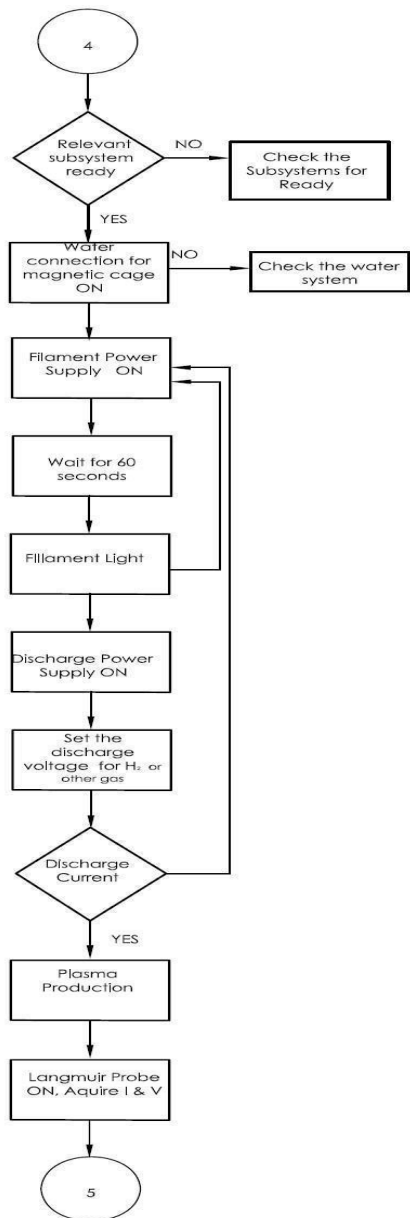 4
Relevant
subsystem
ready
NO
Check the
Subsystems for
Ready
YES
Water
connection for
magnetic cage
ON
NO
Check the water
system
Filament Power
Supply ON
Wait for 60
seconds
Fillament Light
Discharge Power
Supply ON
Set the
discharge
voltage for H₂ or
other gas
Discharge
Current
YES
Plasma
Production
Langmuir Probe
ON, Aquire I & V
5